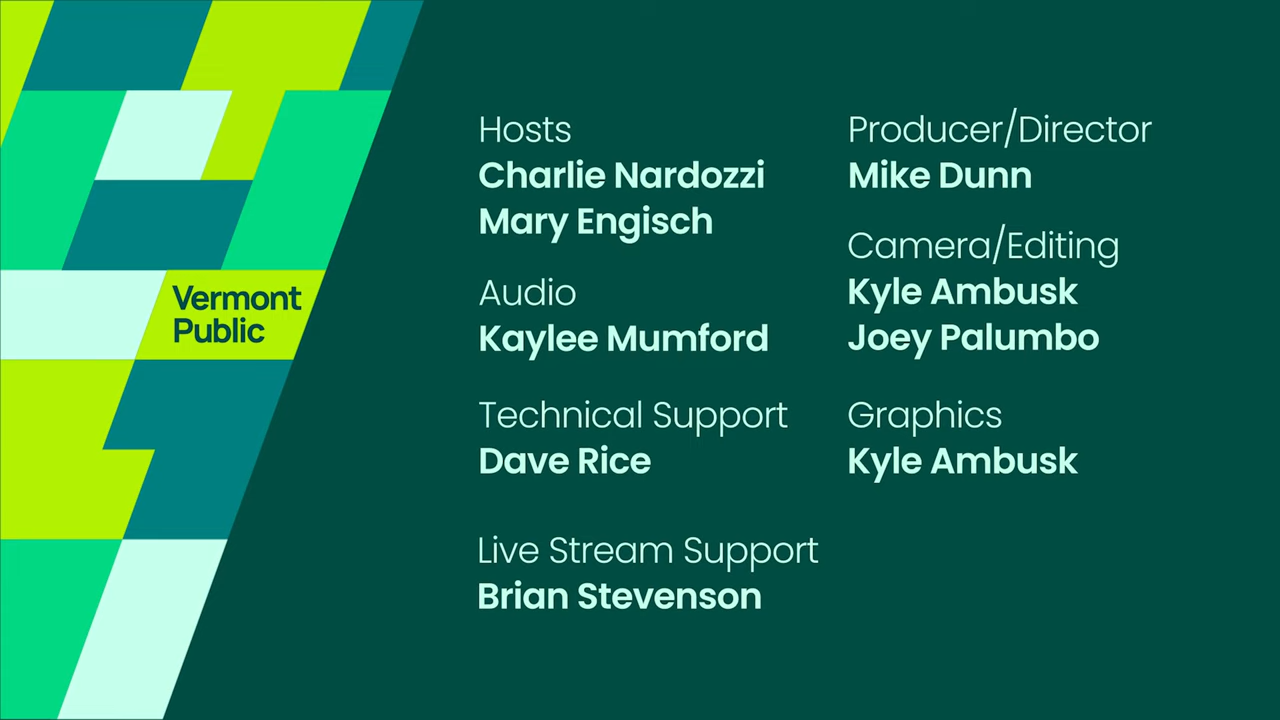 Vermont
Public
Hosts
Charlie Nardozzi
Mary Engisch
Audio
Kaylee Mumford
Technical Support
Dave Rice
Live Stream Support
Brian Stevenson
Producer/Director
Mike Dunn
Camera/Editing
Kyle Ambusk
Joey Palumbo
Graphics
Kyle Ambusk